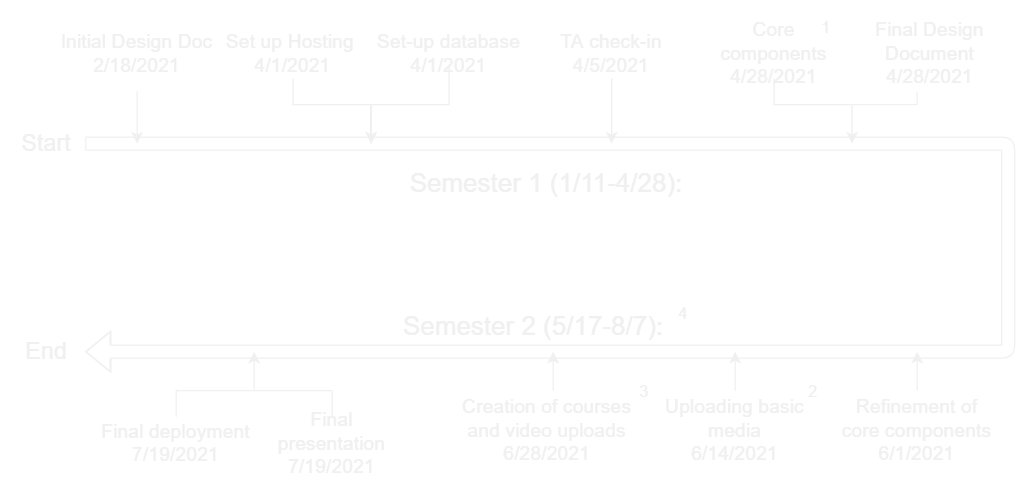 Initial Design Doc
2/18/2021
Set up Hosting
4/1/2021
Set-up database
4/1/2021
TA check-in
4/5/2021
Core 1
components
4/28/2021
Final Design
Document
4/28/2021
Start
Semester 1 (1/11-4/28):
Semester 2 (5/17-8/7): 4
End
Final deployment
7/19/2021
Final
presentation
7/19/2021
Creation of courses 3
and video uploads
6/28/2021
Uploading basic 2
media
6/14/2021
Refinement of
core components
6/1/2021